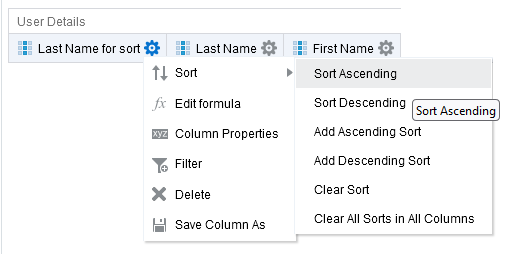 User Details
Last Name for sort Last Name First Name
Sort
fx Edit formula
xyz Column Properties
Filter
Delete
Save Column As
Sort Ascending
Sort Descending
Sort Ascending
Add Ascending Sort
Add Descending Sort
Clear Sort
Clear All Sorts in All Columns